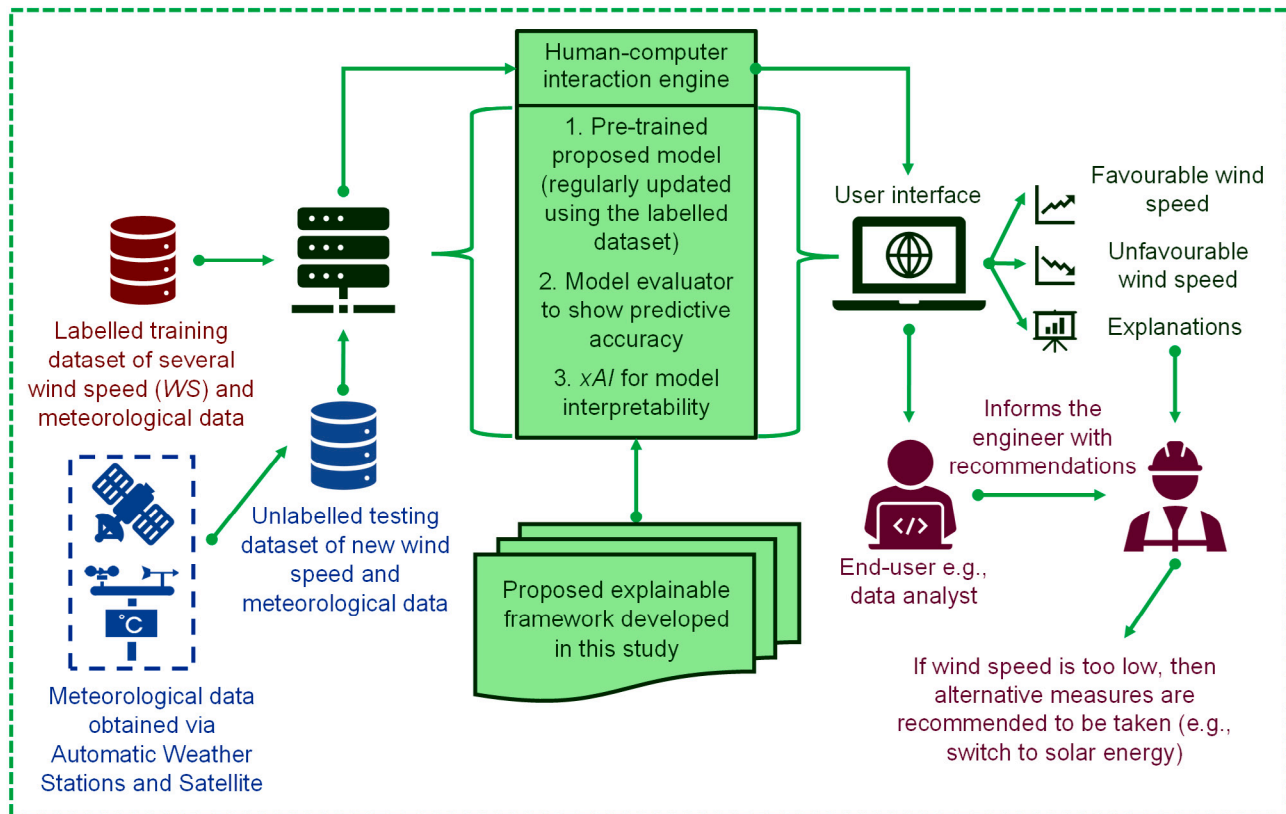 Human-computer
interaction engine
1. Pre-trained
proposed model
(regularly updated
using the labelled
dataset)
2. Model evaluator
to show predictive
accuracy
3. xAI for model
interpretability
Labelled training
dataset of several
wind speed (WS) and
meteorological data
Unlabelled testing
dataset of new wind
speed and
meteorological data
°C
Meteorological data
obtained via
Automatic Weather
Stations and Satellite
Proposed explainable
framework developed
in this study
User interface
Favourable wind
speed
Unfavourable
wind speed
Explanations
Informs the
engineer with
recommendations
</>
End-user e.g.,
data analyst
If wind speed is too low, then
alternative measures are
recommended to be taken (e.g.,
switch to solar energy)